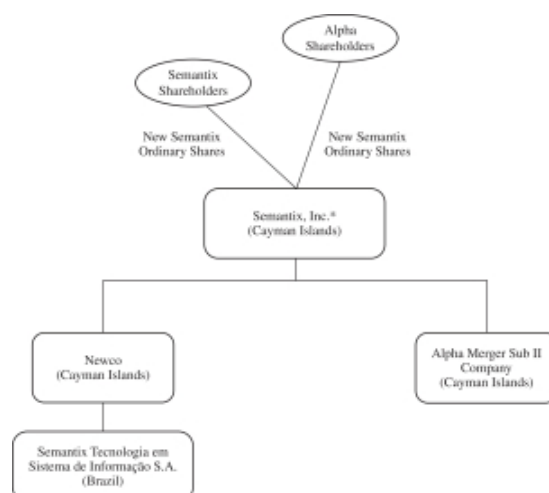 Alpha
Shareholders
Semantix
Shareholders
New Semantix
Ordinary Shares
New Semantix
Ordinary Shares
Semantix, Inc.*
(Cayman Islands)
Newco
(Cayman Islands)
Alpha Merger Sub II
Company
(Cayman Islands)
Semantix Tecnologia em
Sistema de Informação S.A.
(Brazil)